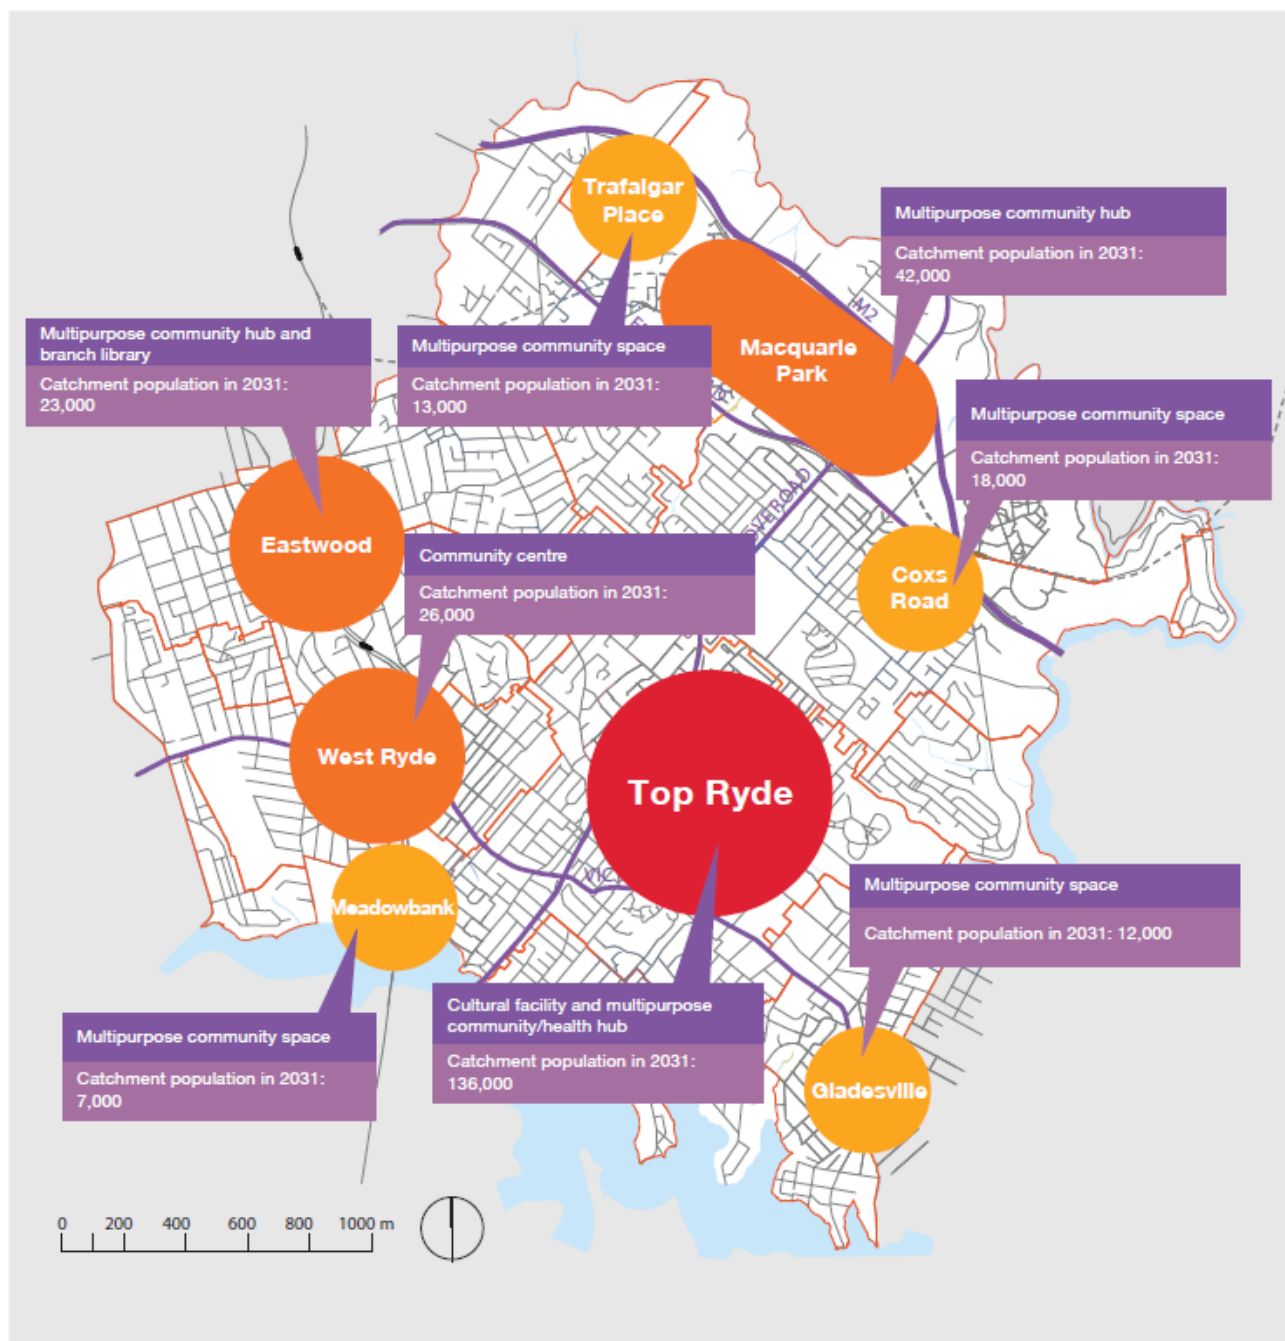 Trafalgar
Place
Multipurpose community hub
Catchment population in 2031:
42,000
M2
Macquarie
Park
Multipurpose community hub and
branch library
Catchment population in 2031:
23,000
Multipurpose community space
Catchment population in 2031:
13,000
Multipurpose community space
Catchment population in 2031:
18,000
Eastwood
Community centre
Catchment population in 2031:
26,000
Coxs
Road
West Ryde
Top Ryde
Meadowbank
Multipurpose community space
Catchment population in 2031: 12,000
Cultural facility and multipurpose
community/health hub
Catchment population in 2031:
136,000
Multipurpose community space
Catchment population in 2031:
7,000
Gladesville
0 200 400 600 800 1000 m